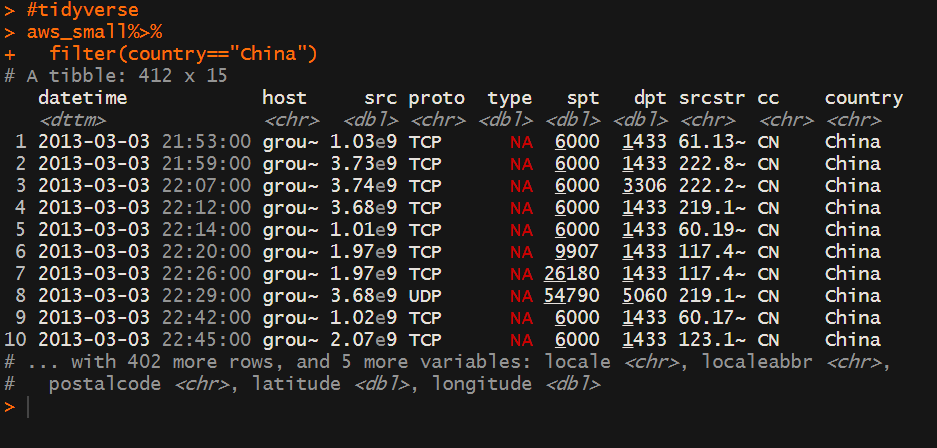 > #tidyverse
> aws_small%>%
+   filter(country=="China")
# A tibble: 412 x 15
   datetime            host     src proto  type   spt   dpt srcstr cc    country
   <dttm>              <chr>  <dbl> <chr> <dbl> <dbl> <dbl> <chr>  <chr> <chr>
 1 2013-03-03 21:53:00 grou~ 1.03e9 TCP      NA  6000  1433 61.13~ CN    China
 2 2013-03-03 21:59:00 grou~ 3.73e9 TCP      NA  6000  1433 222.8~ CN    China
 3 2013-03-03 22:07:00 grou~ 3.74e9 TCP      NA  6000  3306 222.2~ CN    China
 4 2013-03-03 22:12:00 grou~ 3.68e9 TCP      NA  6000  1433 219.1~ CN    China
 5 2013-03-03 22:14:00 grou~ 1.01e9 TCP      NA  6000  1433 60.19~ CN    China
 6 2013-03-03 22:20:00 grou~ 1.97e9 TCP      NA  9907  1433 117.4~ CN    China
 7 2013-03-03 22:26:00 grou~ 1.97e9 TCP      NA 26180  1433 117.4~ CN    China
 8 2013-03-03 22:29:00 grou~ 3.68e9 UDP      NA 54790  5060 219.1~ CN    China
 9 2013-03-03 22:42:00 grou~ 1.02e9 TCP      NA  6000  1433 60.17~ CN    China
10 2013-03-03 22:45:00 grou~ 2.07e9 TCP      NA  6000  1433 123.1~ CN    China
# ... with 402 more rows, and 5 more variables: locale <chr>, localeabbr <chr>,
#   postalcode <chr>, latitude <dbl>, longitude <dbl>
>